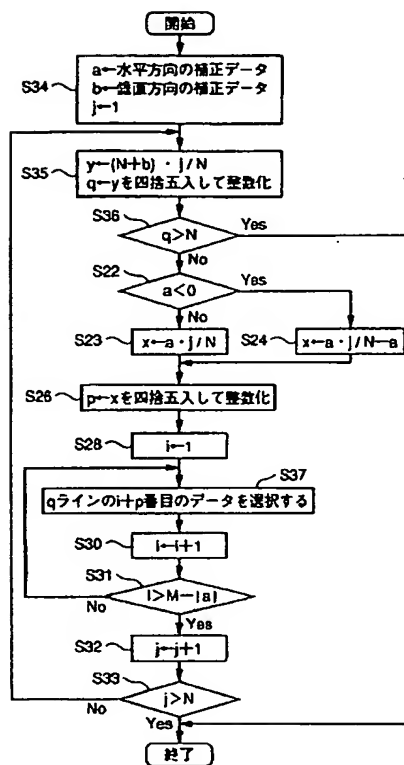 開始
S34
a←水平方向の補正データ
b←垂直方向の補正データ
j←1
S35
y←(N+b)・j/N
q←yを四捨五入して整数化
S36
q>N
Yes
No
S22
a<0
Yes
No
S23
x←a・j/N
S24
x←a・j/N−a
S26
p←xを四捨五入して整数化
S28
i←1
S37
qラインのi+p番目のデータを選択する
S30
i←i+1
S31
i>M−|a|
No
Yes
S32
j←j+1
S33
j>N
No
Yes
終了